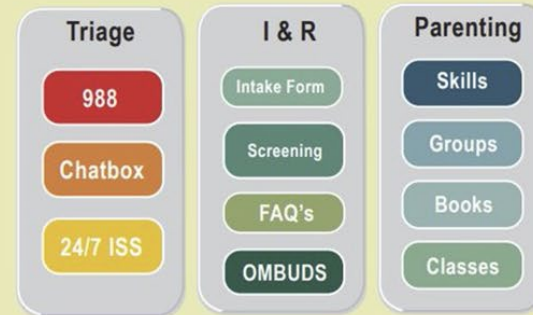 Triage
988
Chatbox
24/7 ISS
I & R
Intake Form
Screening
FAQ's
OMBUDS
Parenting
Skills
Groups
Books
Classes